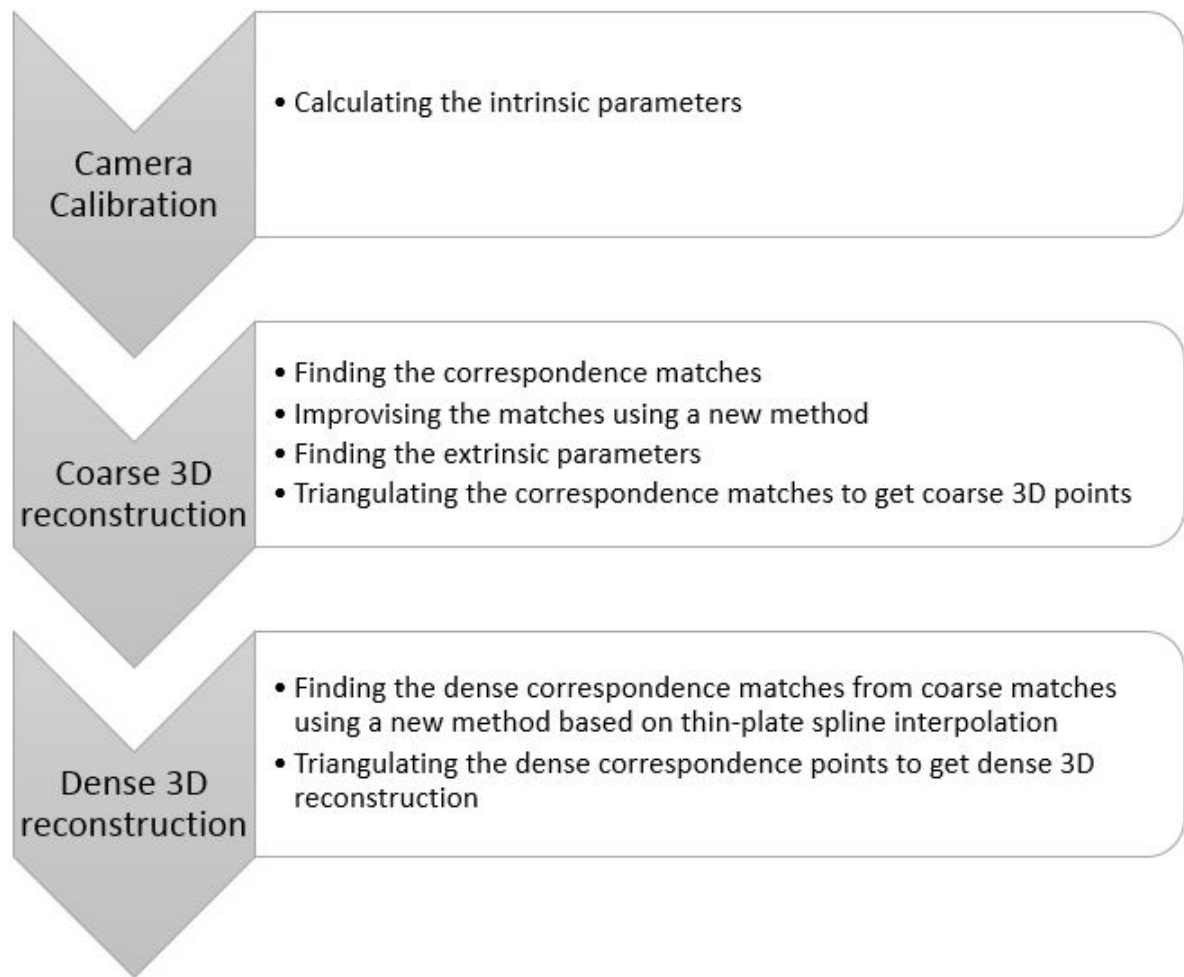 Camera
Calibration
• Calculating the intrinsic parameters
Coarse 3D
reconstruction
• Finding the correspondence matches
• Improvising the matches using a new method
• Finding the extrinsic parameters
• Triangulating the correspondence matches to get coarse 3D points
Dense 3D
reconstruction
• Finding the dense correspondence matches from coarse matches
using a new method based on thin-plate spline interpolation
• Triangulating the dense correspondence points to get dense 3D
reconstruction